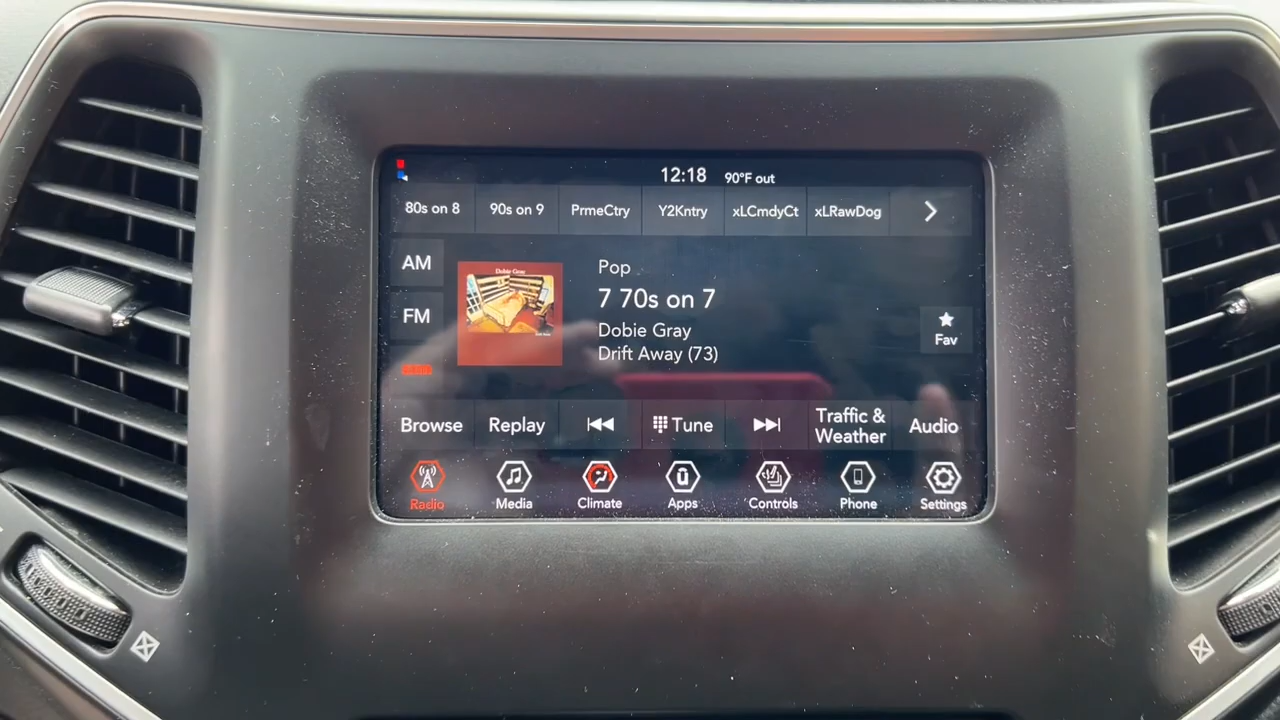 12:18 90°F out
80s on 8 90s on 9 PrmeCtry Y2Kntry xLCmdyCt xLRawDog
AM
FM
Dobie Gray
Pop
7 70s on 7
Dobie Gray
Drift Away (73)
Fav
Browse Replay Tune Traffic & Weather Audio
Radio Media Climate Apps Controls Phone Settings